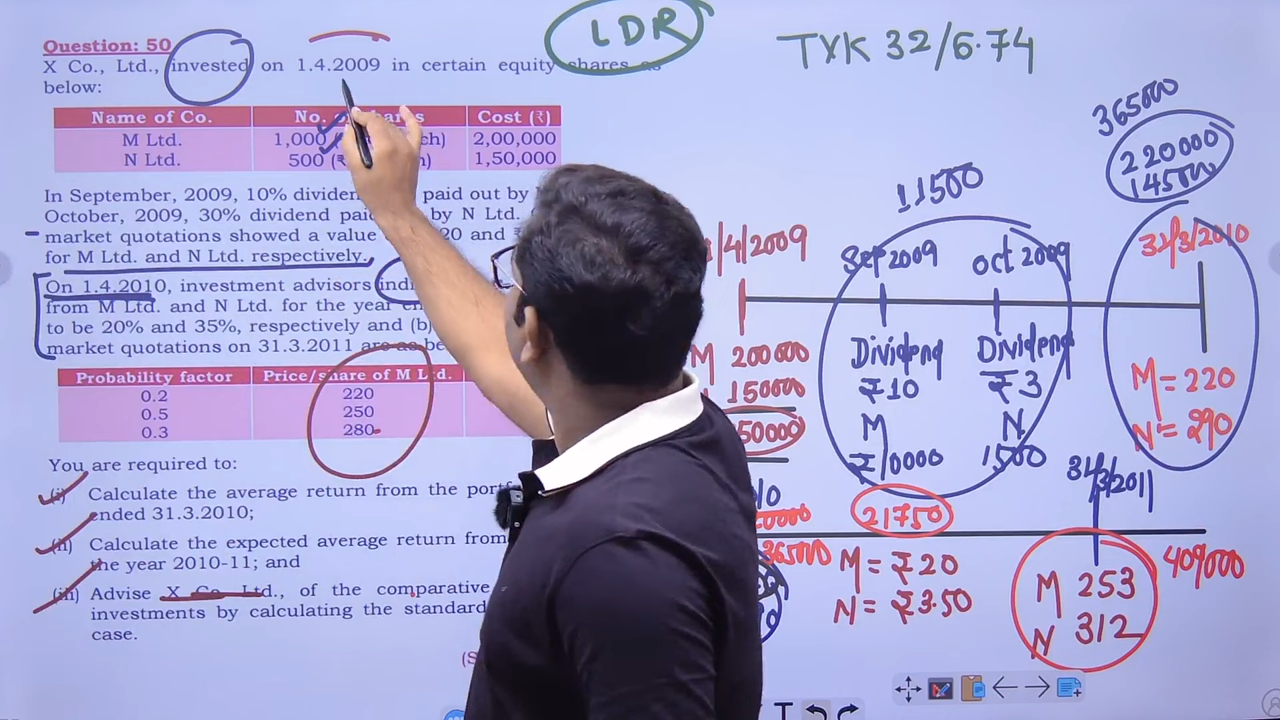 Question: 50
X Co., Ltd., invested on 1.4.2009 in certain equity shares as
below:
Name of Co. No. Cost (₹)
M Ltd. 1,000 2,00,000
N Ltd. 500 1,50,000
In September, 2009, 10% dividend paid out by
October, 2009, 30% dividend by N Ltd.
market quotations showed a value 20 and
for M Ltd. and N Ltd. respectively.
On 1.4.2010, investment advisors
from M Ltd. and N Ltd. for the year
to be 20% and 35%, respectively and (b)
market quotations on 31.3.2011 are as
Probability factor Price/share of M Ltd.
0.2 220
0.5 250
0.3 280
You are required to:
(i) Calculate the average return from the
ended 31.3.2010;
(ii) Calculate the expected average return from
the year 2010-11; and
(iii) Advise X Co. Ltd., of the comparative
investments by calculating the standard
case.
LDR
TYK 32/6.74
365000
220000
145000
11500
1/4/2009
Sep 2009
Oct 2009
31/3/2010
M 200000
150000
50000
Dividend
₹10
M
₹10000
Dividend
₹3
N
1500
M = 220
N = 290
21750
31/3/2011
365000
M = ₹20
N = ₹3.50
M 253
N 312
409000